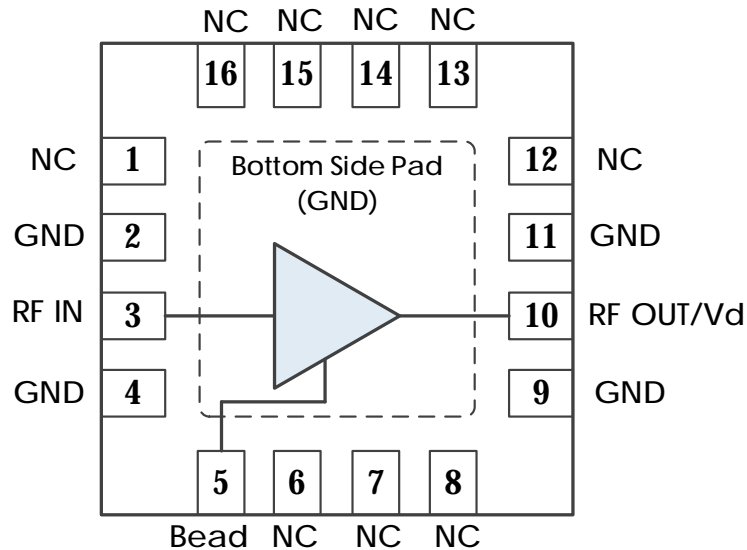 NC NC NC NC
16 15 14 13
NC 1 Bottom Side Pad 12 NC
(GND)
GND 2 11 GND
RF IN 3 10 RF OUT/Vd
GND 4 9 GND
5 6 7 8
Bead NC NC NC